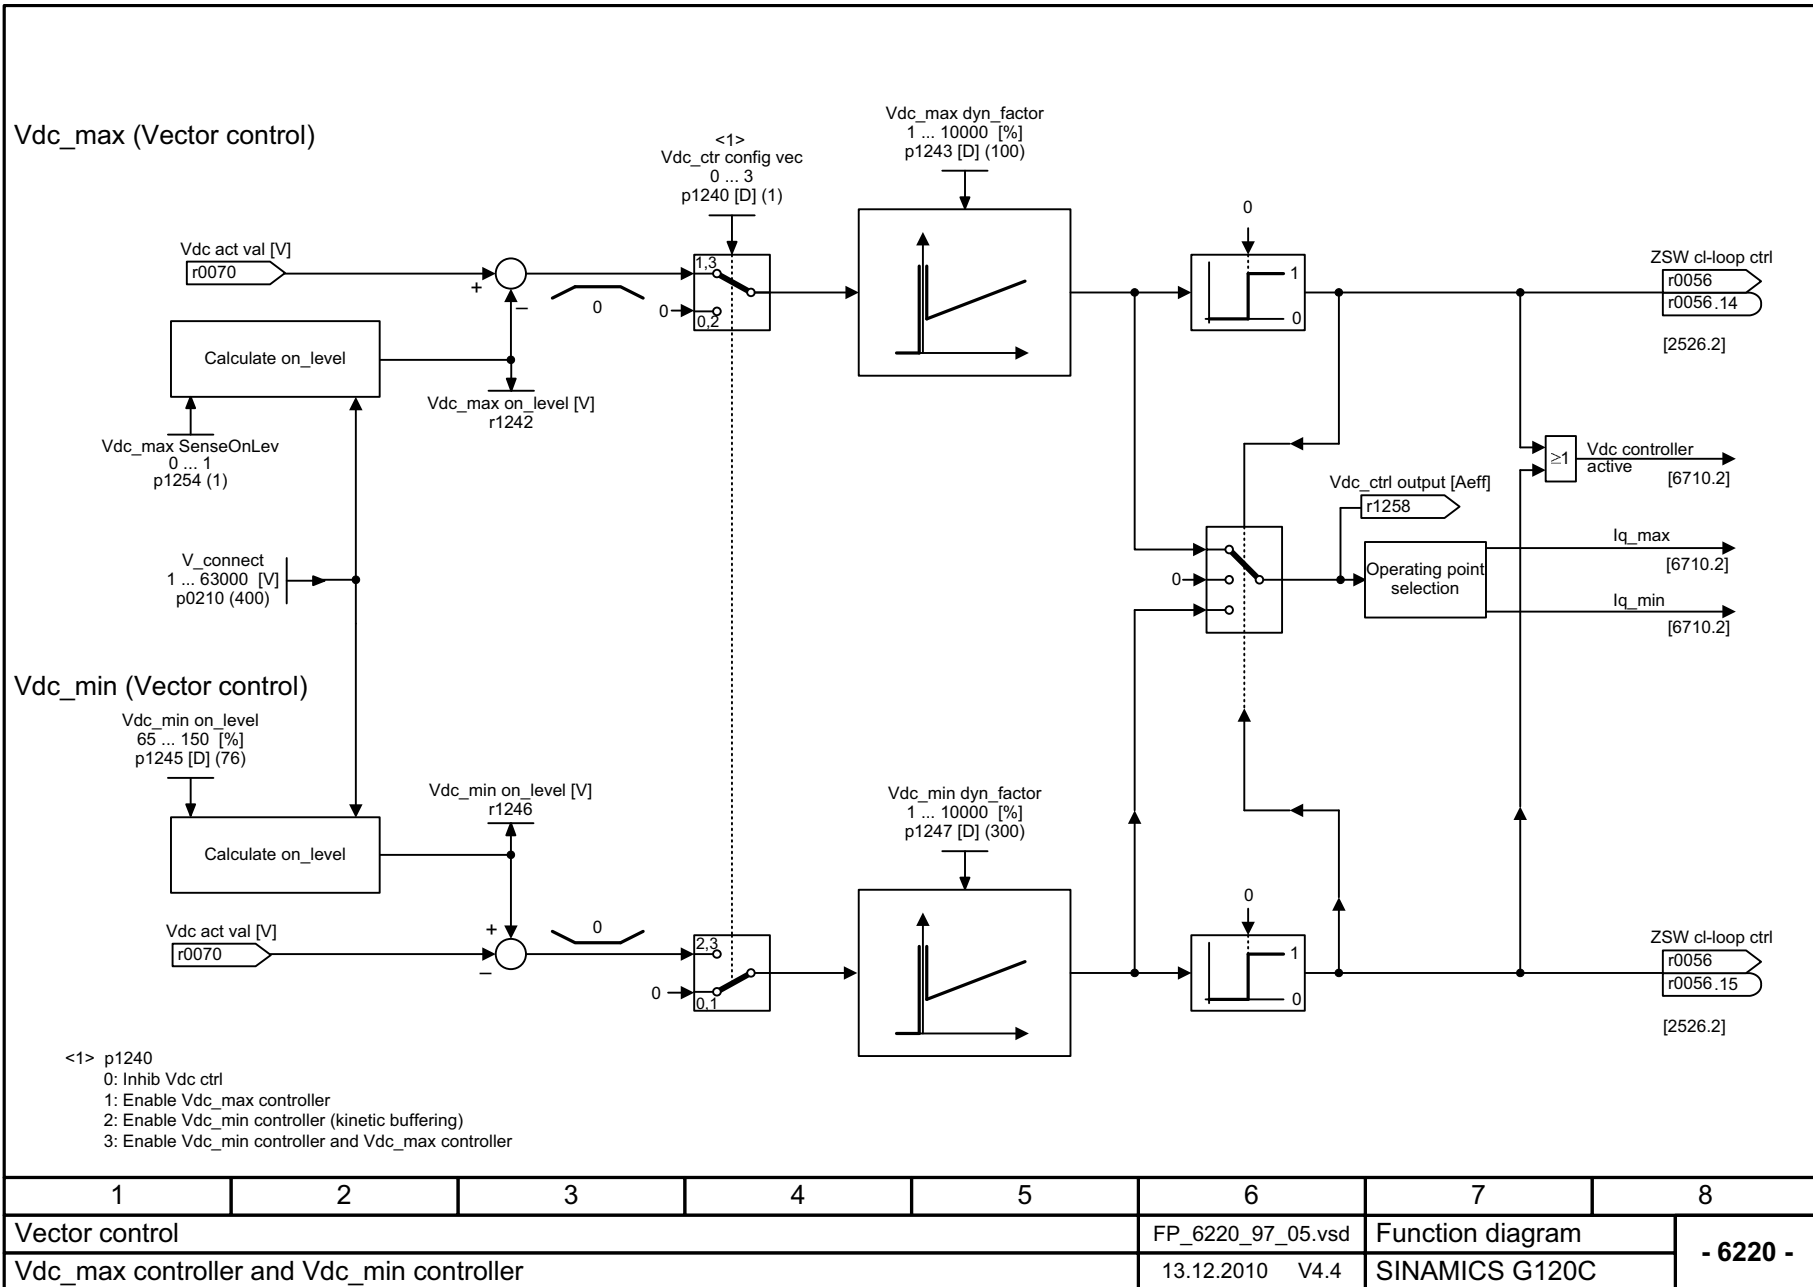 Vdc_max (Vector control)
Vdc_max dyn_factor
1 ... 10000 [%]
p1243 [D] (100)
<1>
Vdc_ctr config vec
0 ... 3
p1240 [D] (1)
0
Vdc act val [V]
r0070
+
–
0
1,3
0
0,2
1
0
ZSW cl-loop ctrl
r0056
r0056.14
[2526.2]
Calculate on_level
Vdc_max on_level [V]
r1242
Vdc_max SenseOnLev
0 ... 1
p1254 (1)
≥1
Vdc controller
active
[6710.2]
Vdc_ctrl output [Aeff]
r1258
V_connect
1 ... 63000 [V]
p0210 (400)
0
Operating point
selection
Iq_max
[6710.2]
Iq_min
[6710.2]
Vdc_min (Vector control)
Vdc_min on_level
65 ... 150 [%]
p1245 [D] (76)
Vdc_min on_level [V]
r1246
Vdc_min dyn_factor
1 ... 10000 [%]
p1247 [D] (300)
Calculate on_level
0
Vdc act val [V]
r0070
+
–
0
2,3
0
0,1
1
0
ZSW cl-loop ctrl
r0056
r0056.15
[2526.2]
<1> p1240
0: Inhib Vdc ctrl
1: Enable Vdc_max controller
2: Enable Vdc_min controller (kinetic buffering)
3: Enable Vdc_min controller and Vdc_max controller
1 2 3 4 5 6 7 8
Vector control FP_6220_97_05.vsd Function diagram - 6220 -
Vdc_max controller and Vdc_min controller 13.12.2010 V4.4 SINAMICS G120C